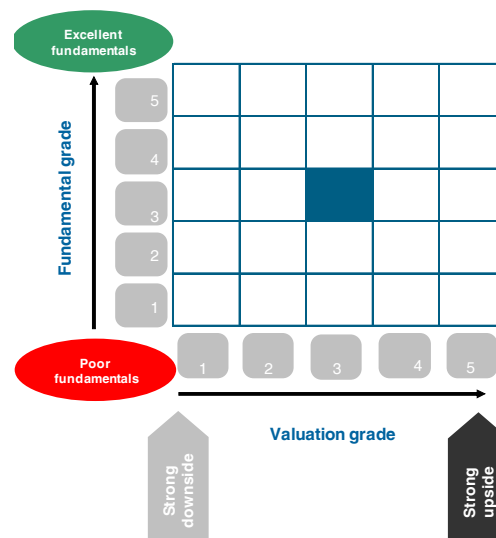 Excellent
fundamentals
Fundamental grade
5
4
3
2
1
Poor
fundamentals
1
2
3
4
5
Valuation grade
Strong
downside
Strong
upside